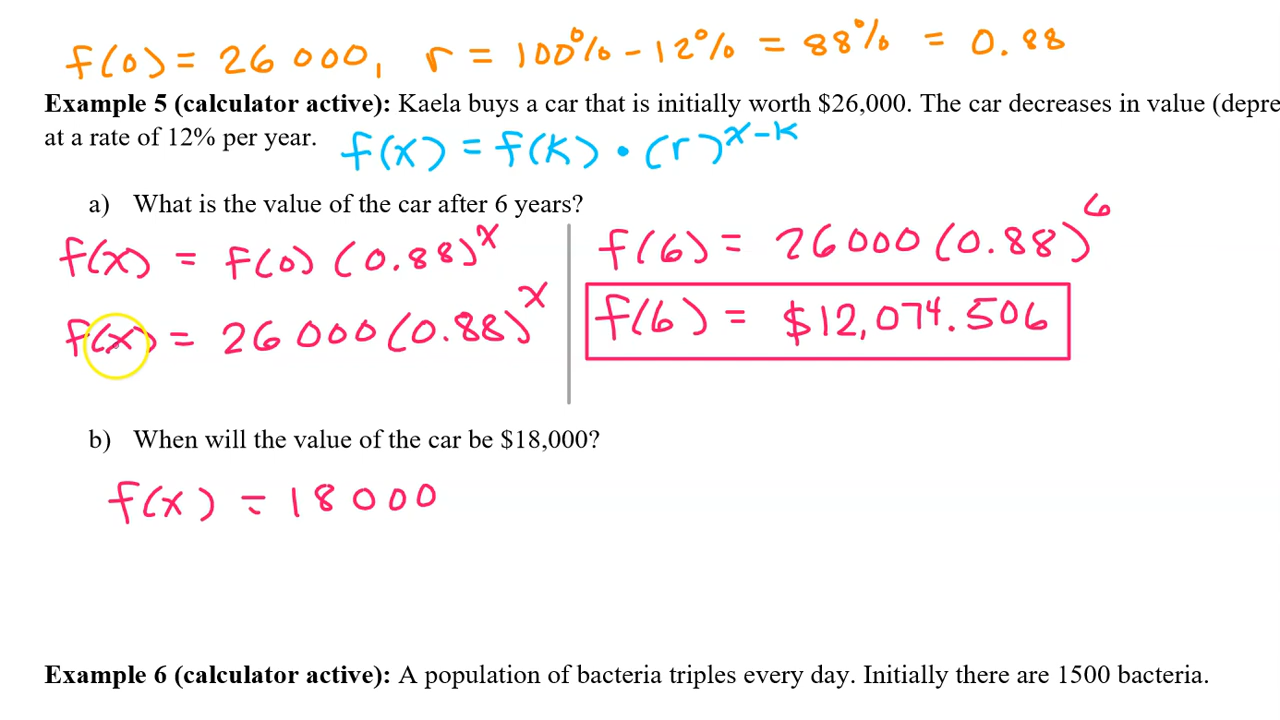 f(0) = 26 000, r = 100% - 12% = 88% = 0.88
Example 5 (calculator active): Kaela buys a car that is initially worth $26,000. The car decreases in value (depre
at a rate of 12% per year. f(x) = f(k) • (r)^x-k
a) What is the value of the car after 6 years?
f(x) = f(0) (0.88)^x
f(x) = 26 000 (0.88)^x
f(6) = 26000 (0.88)^6
f(6) = $12,074.506
b) When will the value of the car be $18,000?
f(x) = 18 000
Example 6 (calculator active): A population of bacteria triples every day. Initially there are 1500 bacteria.